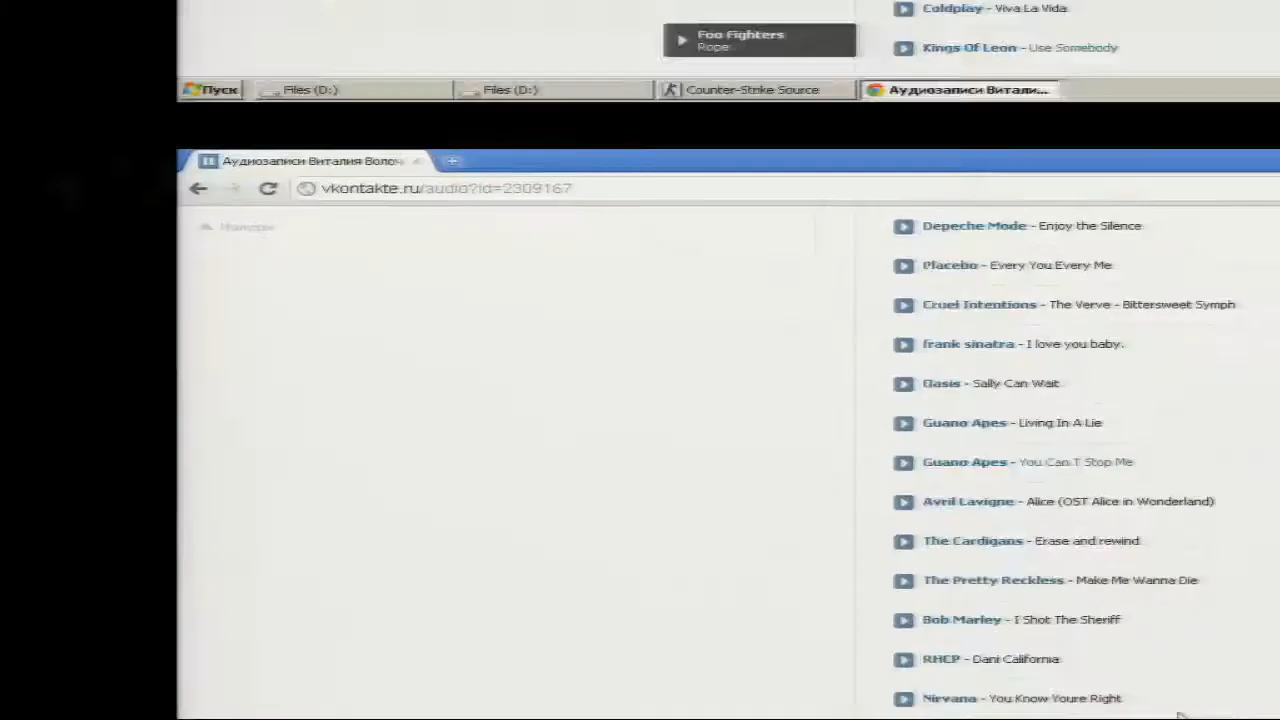 Coldplay - Viva La Vida
Foo Fighters
Rope
Kings Of Leon - Use Somebody
Пуск
Files (D:)
Files (D:)
Counter-Strike Source
Аудиозаписи Витали...
Аудиозаписи Виталия Волоч
vkontakte.ru/audio?id=2309167
Наверх
Depeche Mode - Enjoy the Silence
Placebo - Every You Every Me
Cruel Intentions - The Verve - Bittersweet Symph
frank sinatra - I love you baby.
Oasis - Sally Can Wait
Guano Apes - Living In A Lie
Guano Apes - You Can T Stop Me
Avril Lavigne - Alice (OST Alice in Wonderland)
The Cardigans - Erase and rewind
The Pretty Reckless - Make Me Wanna Die
Bob Marley - I Shot The Sheriff
RHCP - Dani California
Nirvana - You Know Youre Right